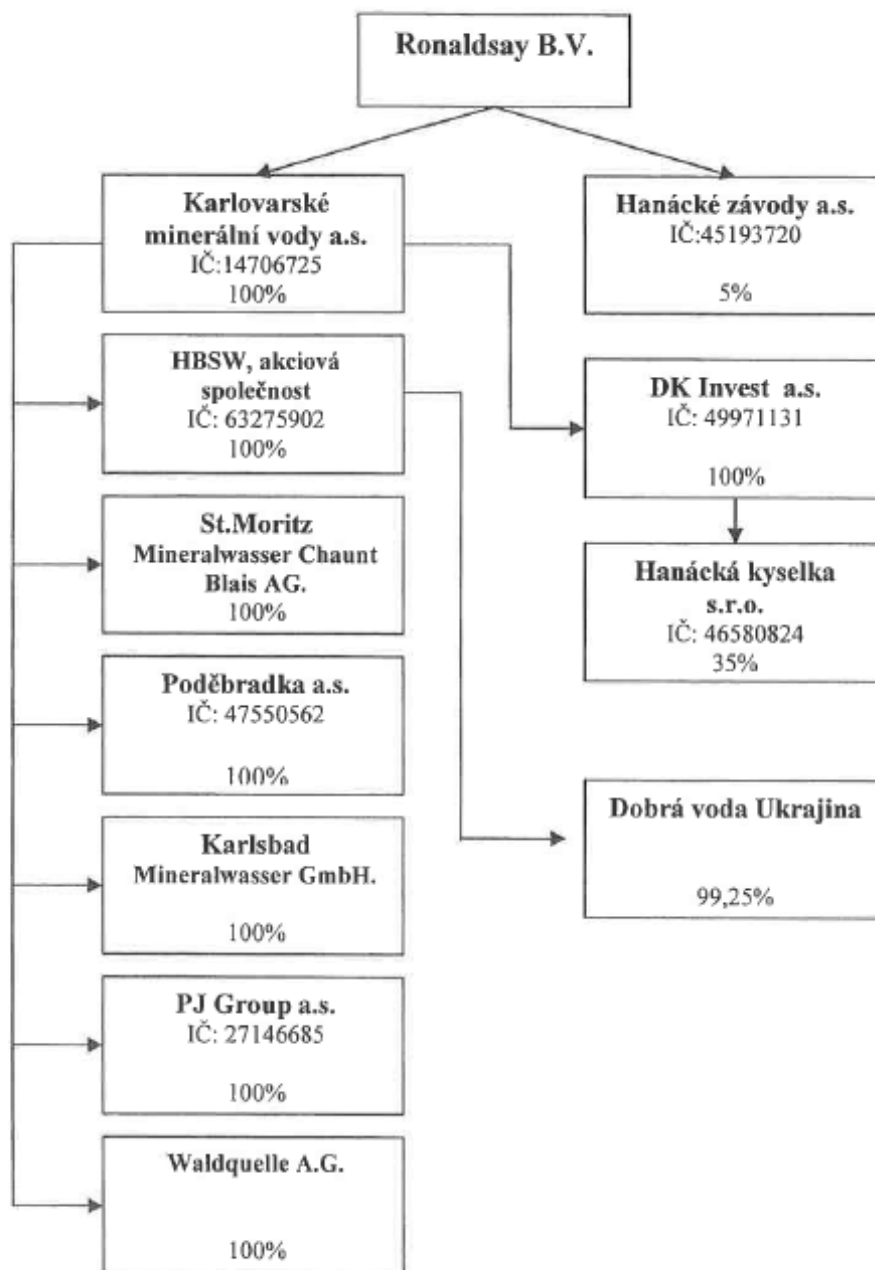 Ronaldsay B.V.
Karlovarské
minerální vody a.s.
IČ:14706725
100%
Hanácké závody a.s.
IČ:45193720
5%
HBSW, akciová
společnost
IČ: 63275902
100%
DK Invest a.s.
IČ: 49971131
100%
St.Moritz
Mineralwasser Chaunt
Blais AG.
100%
Hanácká kyselka
s.r.o.
IČ: 46580824
35%
Poděbradka a.s.
IČ: 47550562
100%
Dobrá voda Ukrajina
99,25%
Karlsbad
Mineralwasser GmbH.
100%
PJ Group a.s.
IČ: 27146685
100%
Waldquelle A.G.
100%